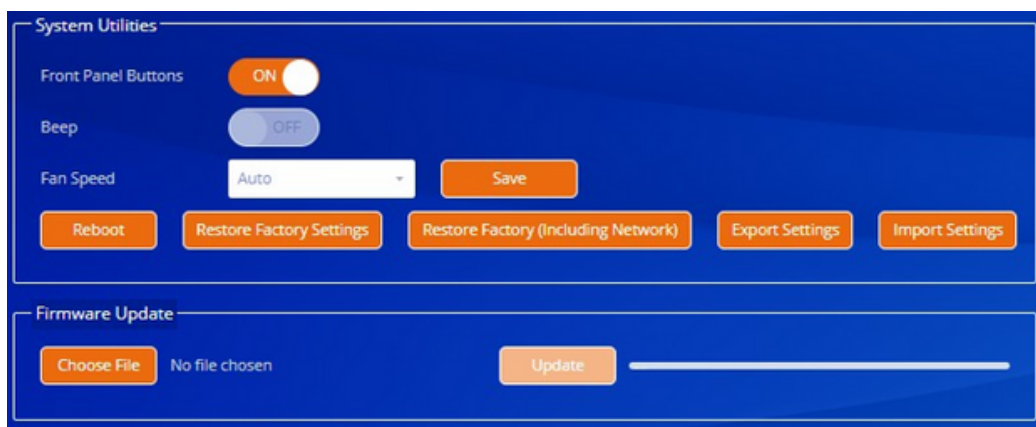 System Utilities
Front Panel Buttons ON
Beep OFF
Fan Speed Auto Save
Reboot Restore Factory Settings Restore Factory (Including Network) Export Settings Import Settings
Firmware Update
Choose File No file chosen Update